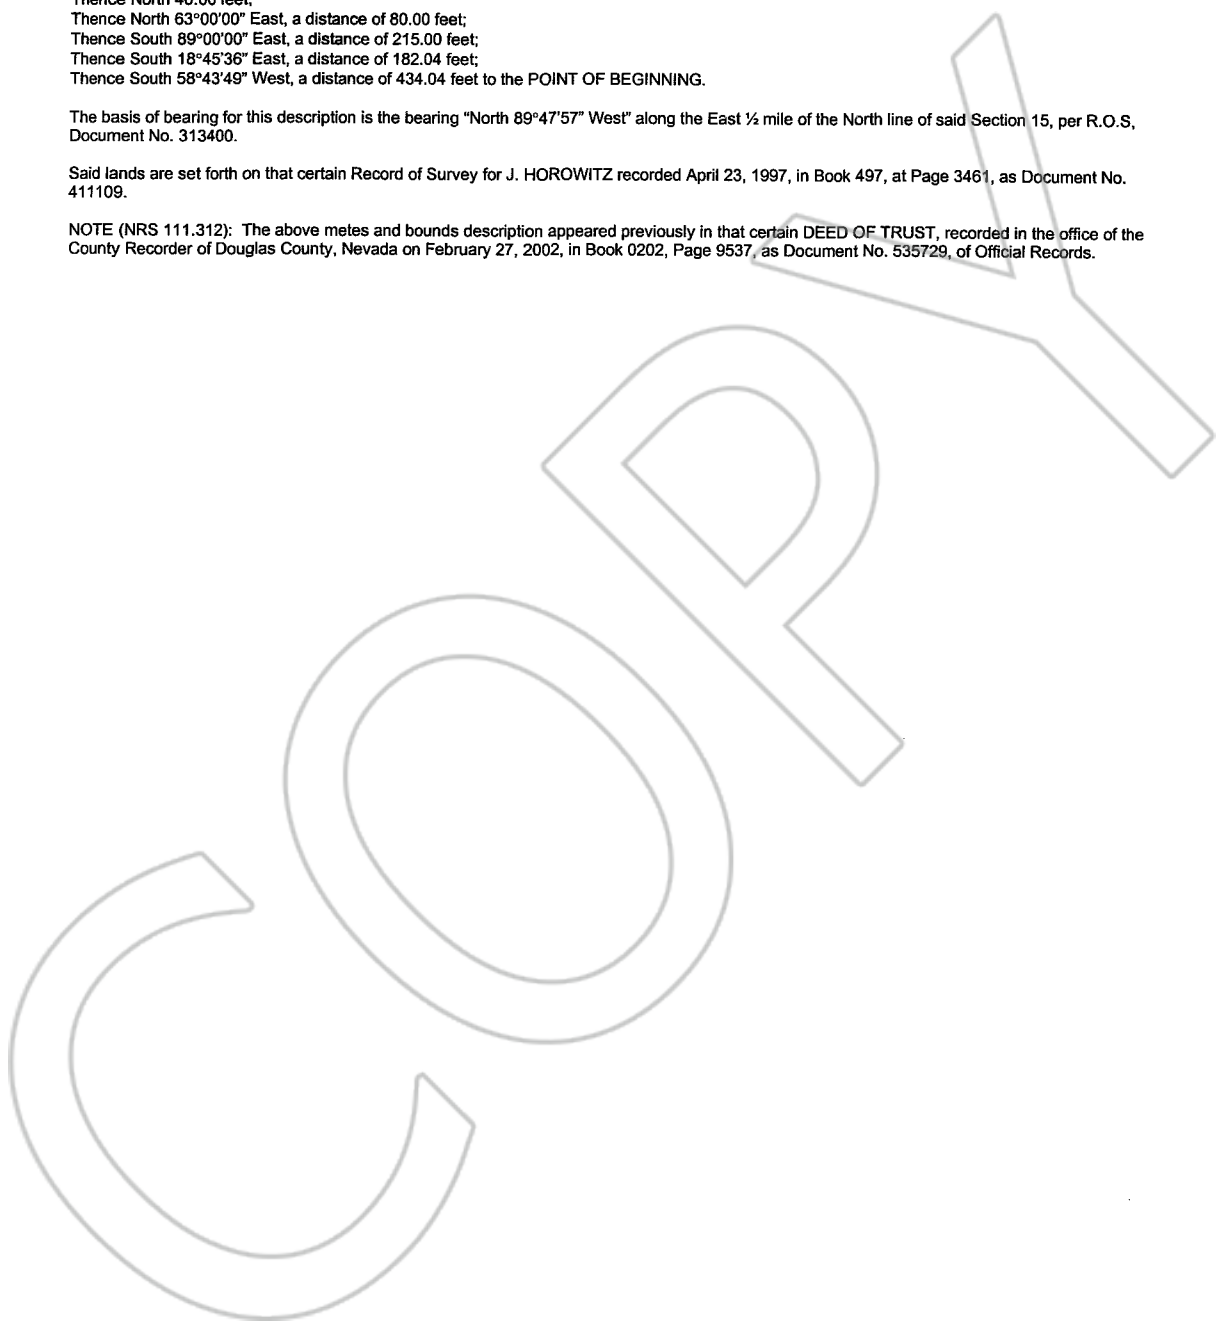 Thence North 40.00 feet;
Thence North 63°00'00” East, a distance of 80.00 feet;
Thence South 89°00'00” East, a distance of 215.00 feet;
Thence South 18°45'36” East, a distance of 182.04 feet;
Thence South 58°43'49” West, a distance of 434.04 feet to the POINT OF BEGINNING.
The basis of bearing for this description is the bearing “North 89°47'57” West” along the East ½ mile of the North line of said Section 15, per R.O.S,
Document No. 313400.
Said lands are set forth on that certain Record of Survey for J. HOROWITZ recorded April 23, 1997, in Book 497, at Page 3461, as Document No.
411109.
NOTE (NRS 111.312): The above metes and bounds description appeared previously in that certain DEED OF TRUST, recorded in the office of the
County Recorder of Douglas County, Nevada on February 27, 2002, in Book 0202, Page 9537, as Document No. 535729, of Official Records.
COPY